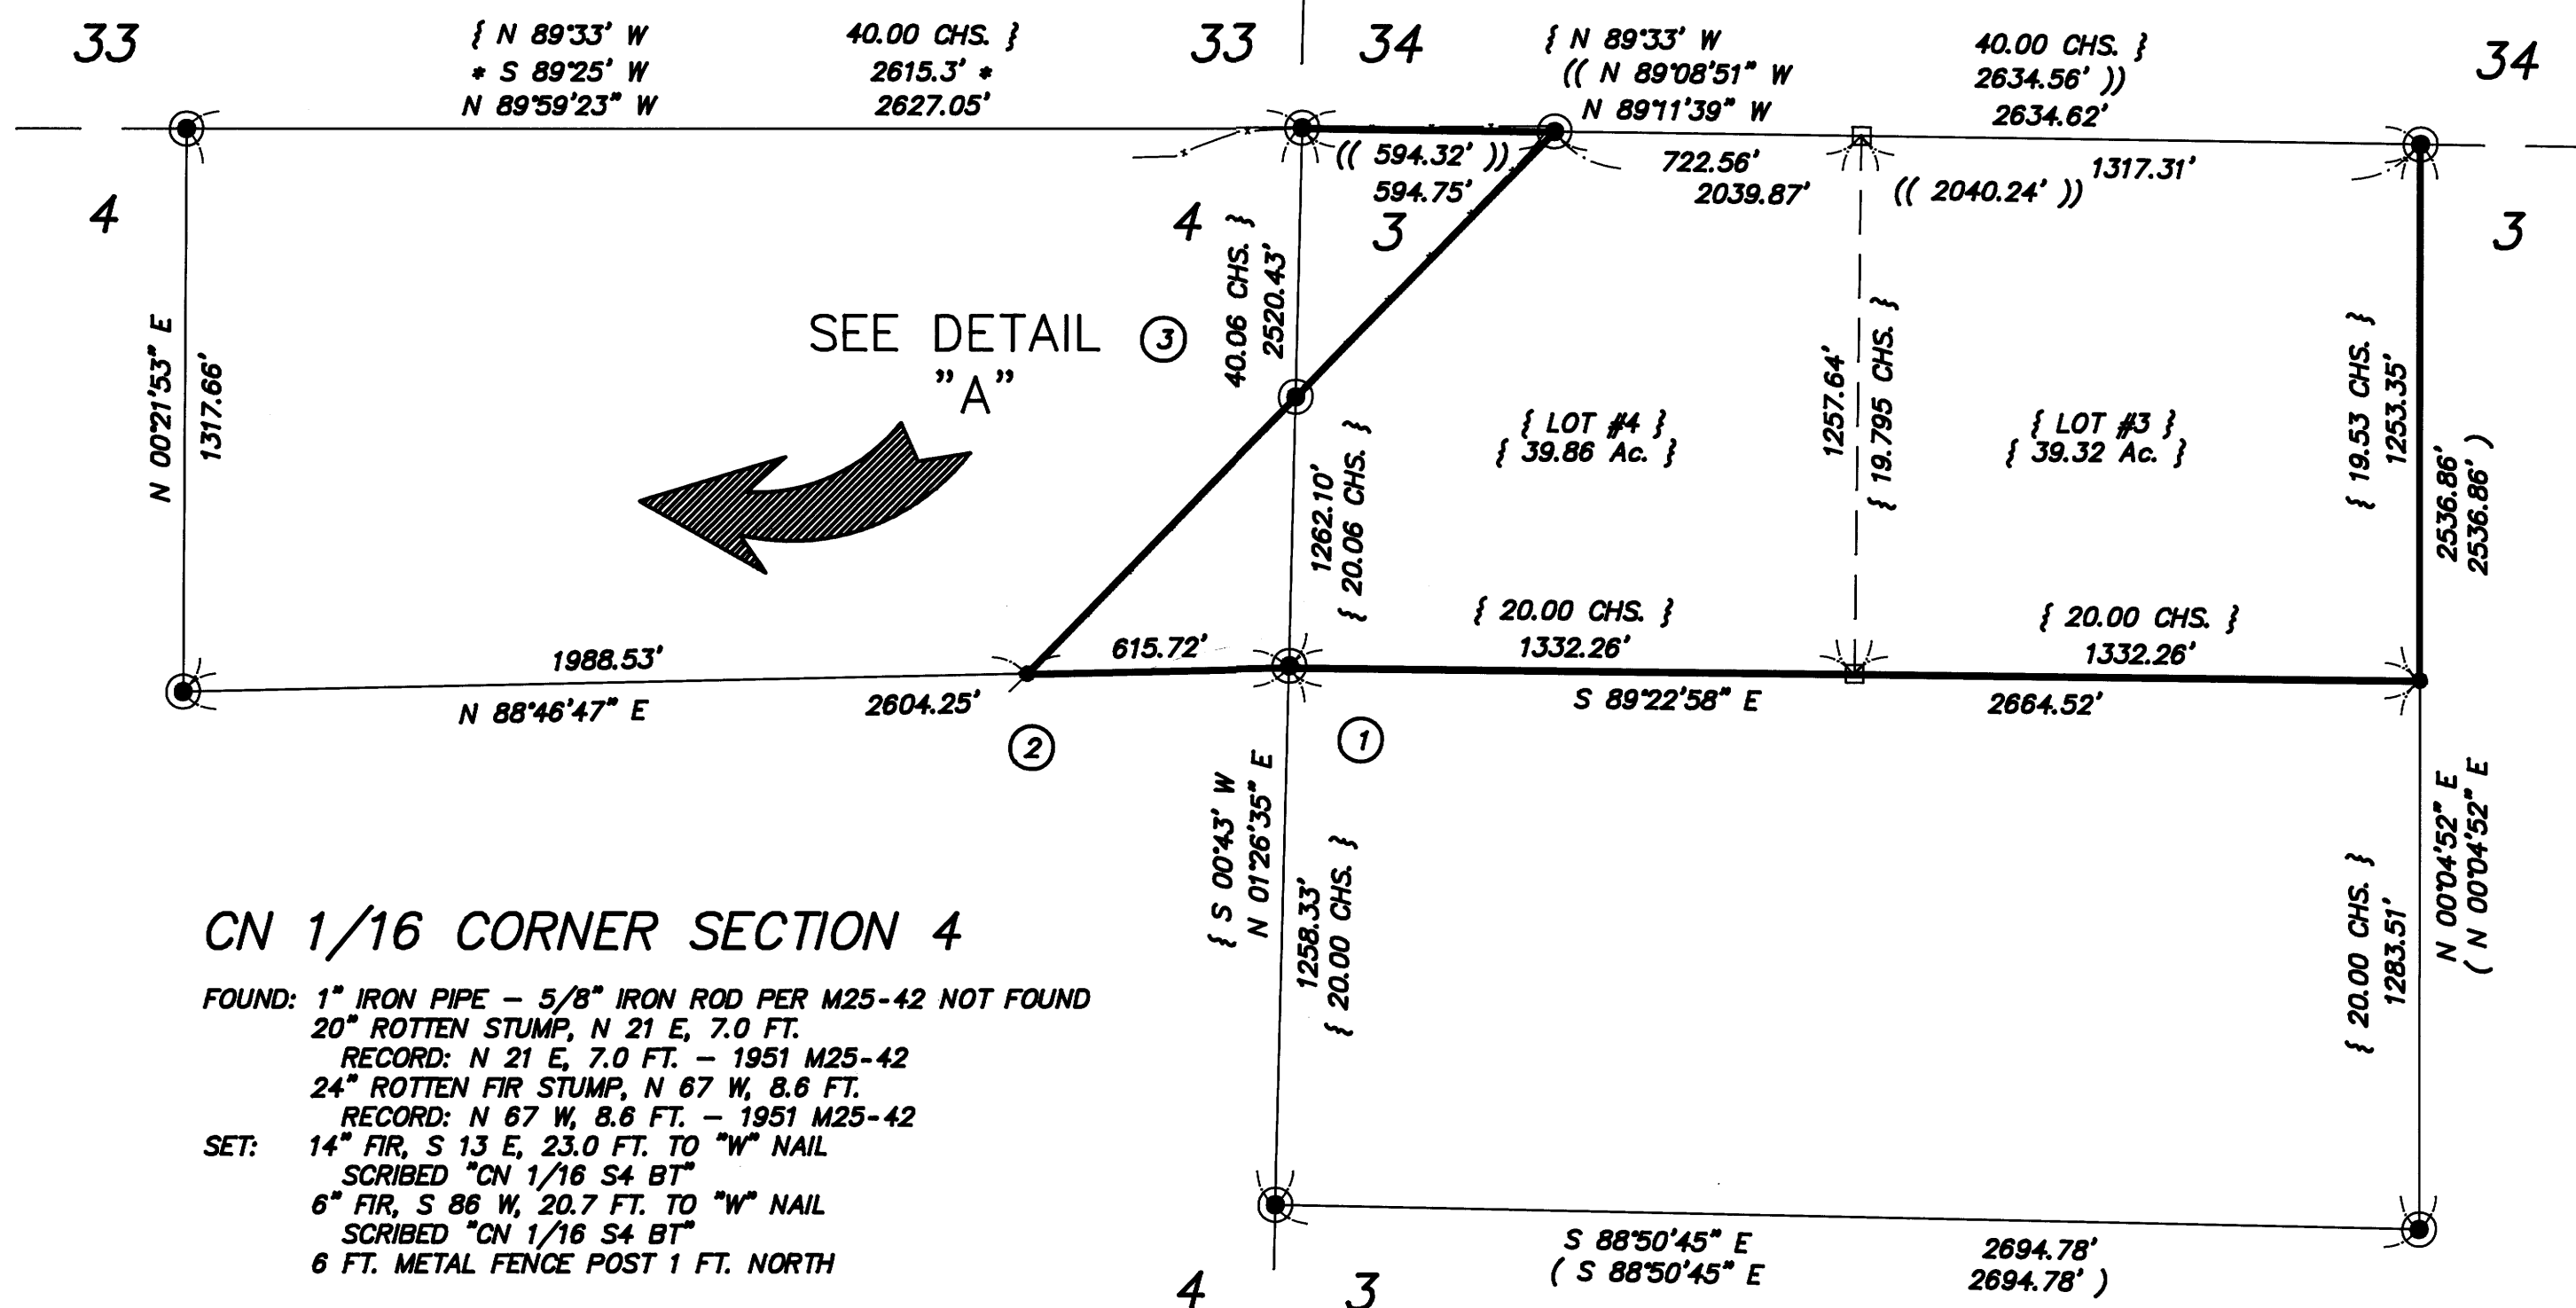 33
{ N 89°33' W 40.00 CHS. }
* S 89°25' W 2615.3' *
N 89°59'23" W 2627.05'
33
34
{ N 89°33' W 40.00 CHS. }
(( N 89°08'51" W 2634.56' ))
N 89°11'39" W 2634.62'
34
(( 594.32' ))
594.75'
722.56'
2039.87'
(( 2040.24' ))
1317.31'
4
4
3
3
N 00°21'53" E
1317.66'
SEE DETAIL
"A"
3
40.06 CHS. }
2520.43'
1262.10'
{ 20.06 CHS. }
{ LOT #4 }
{ 39.86 Ac. }
1257.64'
{ 19.795 CHS. }
{ LOT #3 }
{ 39.32 Ac. }
{ 19.53 CHS. }
1253.35'
2536.86'
2536.86' )
1988.53'
615.72'
{ 20.00 CHS. }
1332.26'
{ 20.00 CHS. }
1332.26'
N 88°46'47" E
2604.25'
S 89°22'58" E
2664.52'
2
1
{ S 00°43' W
N 01°26'35" E
1258.33'
{ 20.00 CHS. }
{ 20.00 CHS. }
1283.51'
N 00°04'52" E
( N 00°04'52" E
CN 1/16 CORNER SECTION 4
FOUND: 1" IRON PIPE - 5/8" IRON ROD PER M25-42 NOT FOUND
20" ROTTEN STUMP, N 21 E, 7.0 FT.
RECORD: N 21 E, 7.0 FT. - 1951 M25-42
24" ROTTEN FIR STUMP, N 67 W, 8.6 FT.
RECORD: N 67 W, 8.6 FT. - 1951 M25-42
SET: 14" FIR, S 13 E, 23.0 FT. TO "W" NAIL
SCRIBED "CN 1/16 S4 BT"
6" FIR, S 86 W, 20.7 FT. TO "W" NAIL
SCRIBED "CN 1/16 S4 BT"
6 FT. METAL FENCE POST 1 FT. NORTH
S 88°50'45" E 2694.78'
( S 88°50'45" E 2694.78' )
4
3